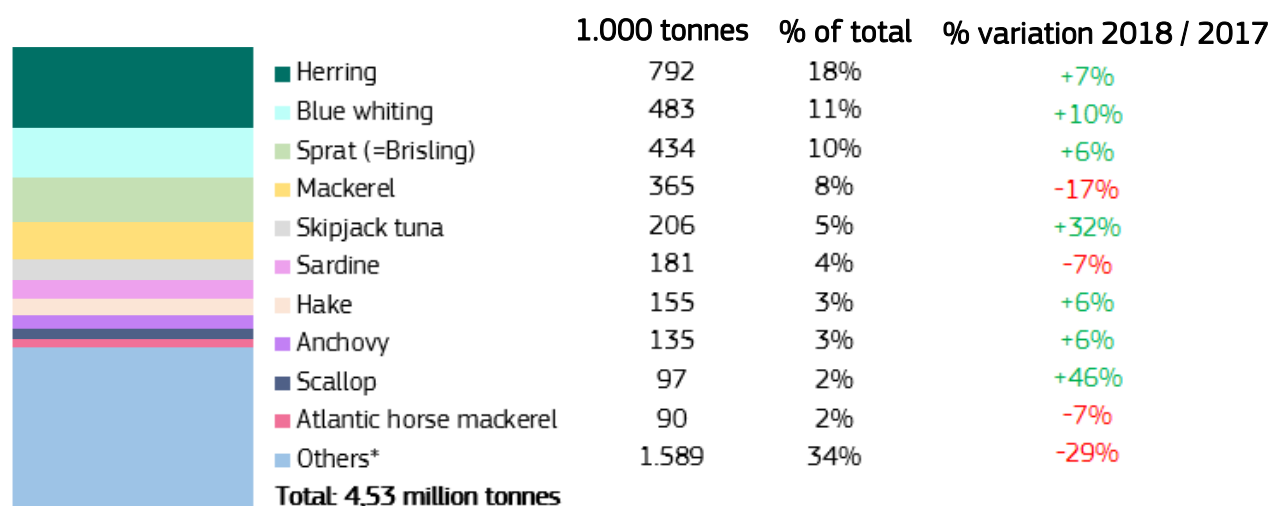 1.000 tonnes % of total % variation 2018 / 2017
Herring 792 18% +7%
Blue whiting 483 11% +10%
Sprat (=Brisling) 434 10% +6%
Mackerel 365 8% -17%
Skipjack tuna 206 5% +32%
Sardine 181 4% -7%
Hake 155 3% +6%
Anchovy 135 3% +6%
Scallop 97 2% +46%
Atlantic horse mackerel 90 2% -7%
Others* 1.589 34% -29%
Total: 4,53 million tonnes